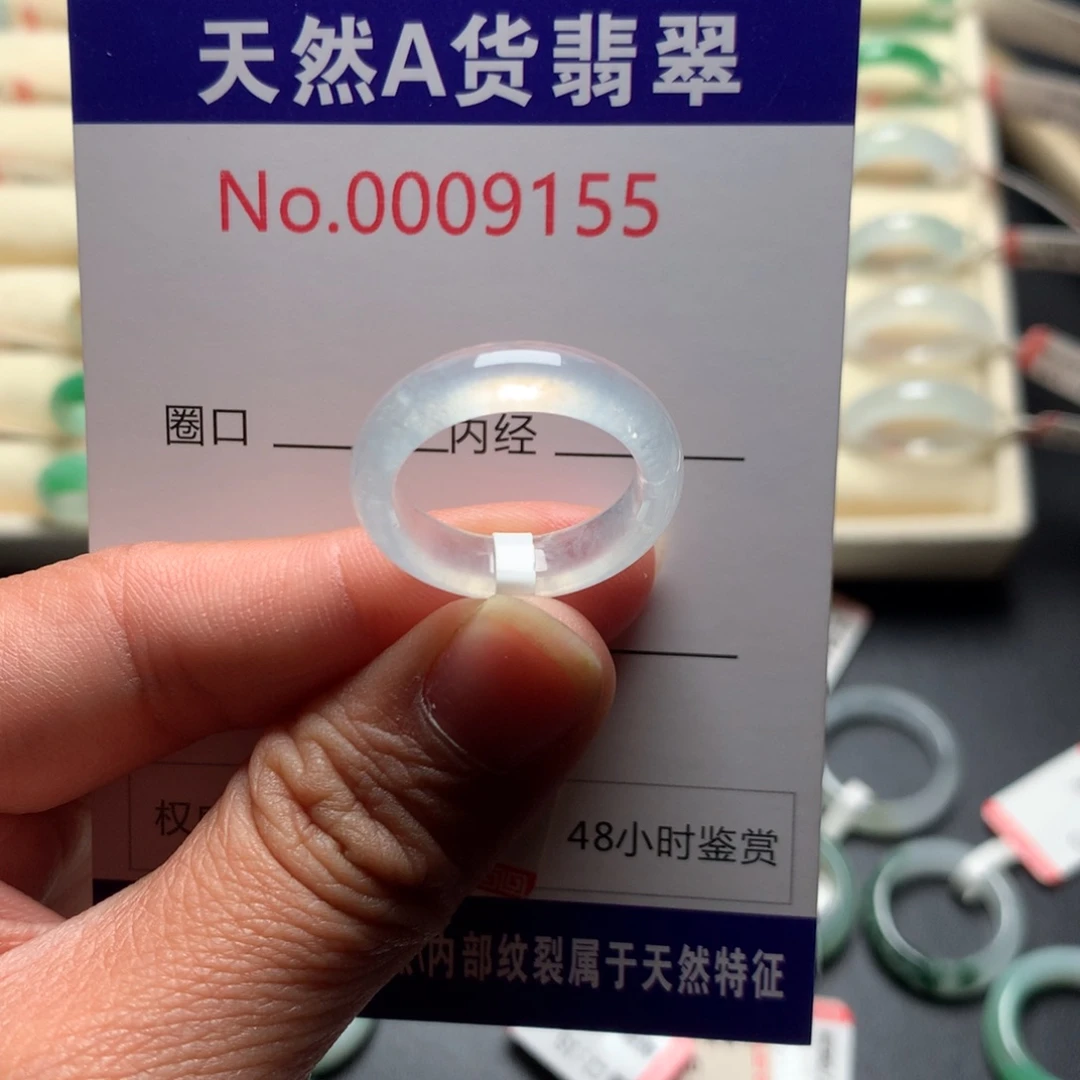 天然A货翡翠
No.0009155
圈口 内经
权
48小时鉴赏
内部纹裂属于天然特征